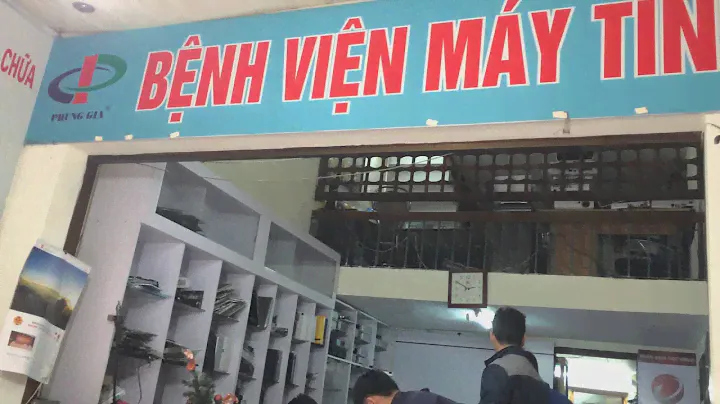 CHỮA
PHUNG GIA
BỆNH VIỆN MÁY TIN